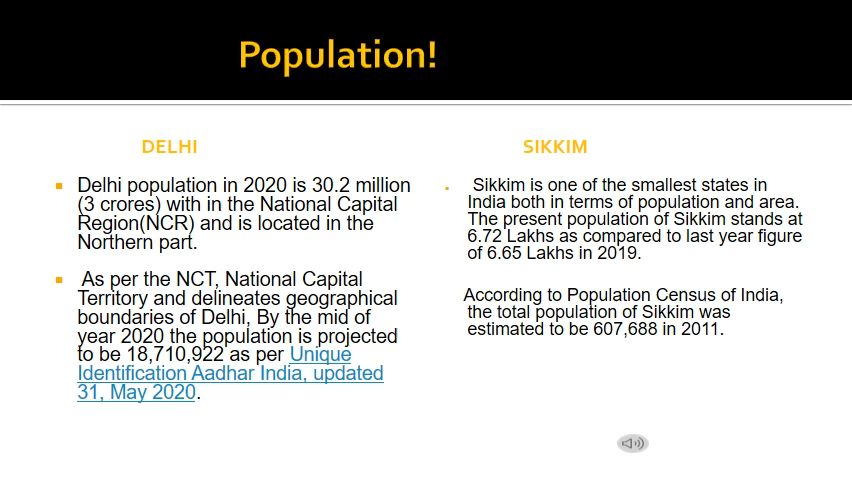 Population!
DELHI
Delhi population in 2020 is 30.2 million
(3 crores) with in the National Capital
Region(NCR) and is located in the
Northern part.
As per the NCT, National Capital
Territory and delineates geographical
boundaries of Delhi, By the mid of
year 2020 the population is projected
to be 18,710,922 as per Unique
Identification Aadhar India, updated
31, May 2020.
SIKKIM
Sikkim is one of the smallest states in
India both in terms of population and area.
The present population of Sikkim stands at
6.72 Lakhs as compared to last year figure
of 6.65 Lakhs in 2019.
According to Population Census of India,
the total population of Sikkim was
estimated to be 607,688 in 2011.